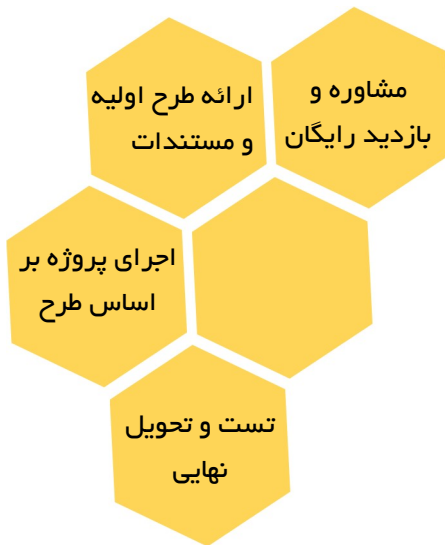 مشاوره و
بازدید رایگان
ارائه طرح اولیه
و مستندات
اجرای پروژه بر
اساس طرح
تست و تحویل
نهایی